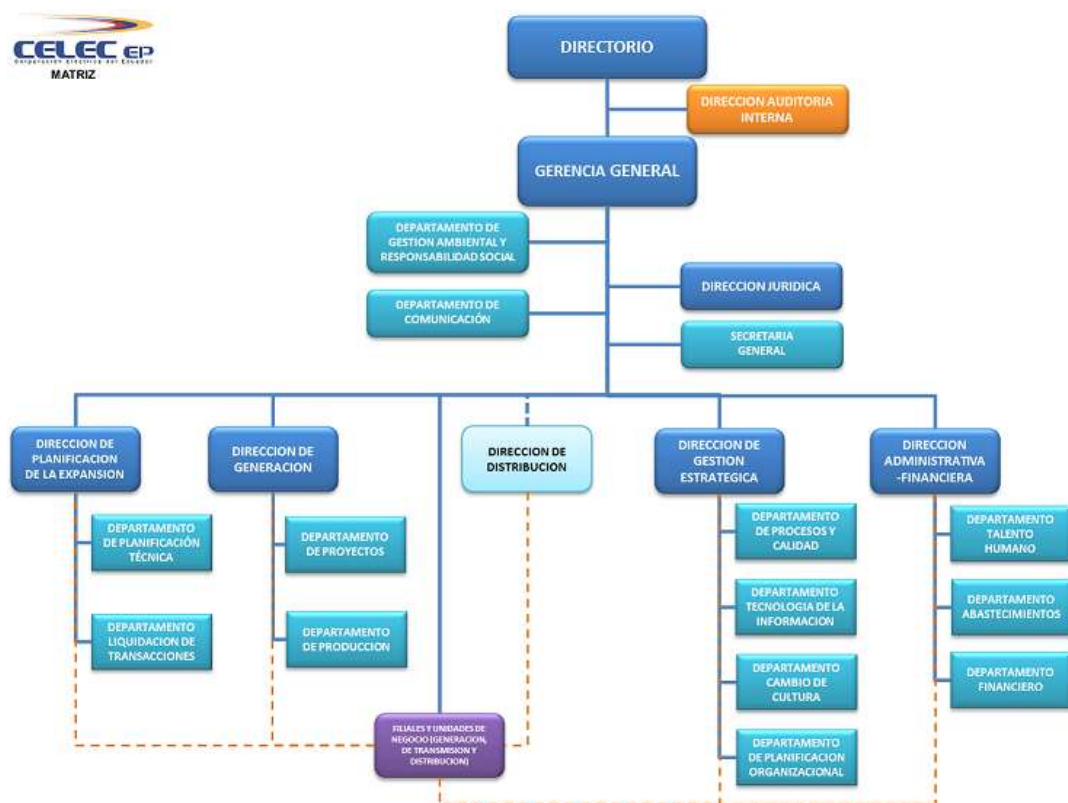 CELEC EP
Corporación Eléctrica del Ecuador
MATRIZ
DIRECTORIO
DIRECCION AUDITORIA
INTERNA
GERENCIA GENERAL
DEPARTAMENTO DE
GESTION AMBIENTAL Y
RESPONSABILIDAD SOCIAL
DIRECCION JURIDICA
DEPARTAMENTO DE
COMUNICACIÓN
SECRETARIA
GENERAL
DIRECCION DE
PLANIFICACION
DE LA EXPANSION
DIRECCION DE
GENERACION
DIRECCION DE
DISTRIBUCION
DIRECCION DE
GESTION
ESTRATEGICA
DIRECCION
ADMINISTRATIVA
-FINANCIERA
DEPARTAMENTO
DE PLANIFICACIÓN
TÉCNICA
DEPARTAMENTO
LIQUIDACION DE
TRANSACCIONES
DEPARTAMENTO
DE PROYECTOS
DEPARTAMENTO
DE PRODUCCION
DEPARTAMENTO
DE PROCESOS Y
CALIDAD
DEPARTAMENTO
TECNOLOGIA DE LA
INFORMACION
DEPARTAMENTO
CAMBIO DE
CULTURA
DEPARTAMENTO
DE PLANIFICACION
ORGANIZACIONAL
DEPARTAMENTO
TALENTO
HUMANO
DEPARTAMENTO
ABASTECIMIENTOS
DEPARTAMENTO
FINANCIERO
FILIALES Y UNIDADES DE
NEGOCIO (GENERACION,
DE TRANSMISION Y
DISTRIBUCION)